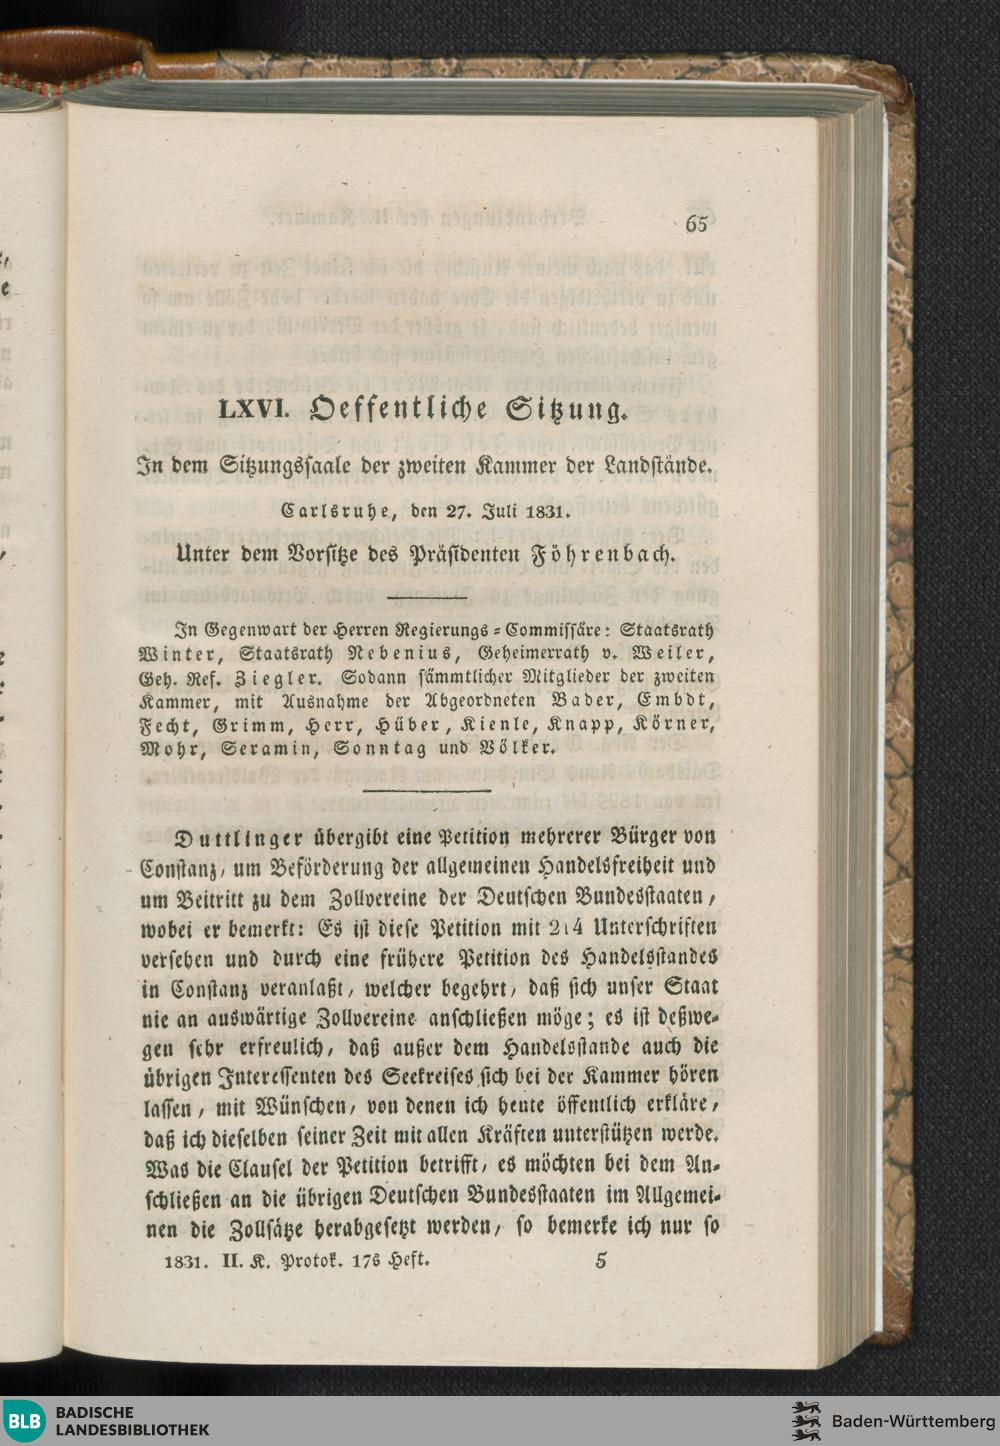 65
LXVI. Oeffentliche Sitzung.
In dem Sitzungssaale der zweiten Kammer der Landstände.
Carlsruhe, den 27. Juli 1831.
Unter dem Vorsitze des Präsidenten Föhrenbach.
In Gegenwart der Herren Regierungs-Commissäre: Staatsrath
Winter, Staatsrath Nebenius, Geheimerrath v. Weiler,
Geh. Ref. Ziegler. Sodann sämmtlicher Mitglieder der zweiten
Kammer, mit Ausnahme der Abgeordneten Bader, Embdt,
Fecht, Grimm, Herr, Hüber, Kienle, Knapp, Körner,
Mohr, Seramin, Sonntag und Völker.
Duttlinger übergibt eine Petition mehrerer Bürger von
Constanz, um Beförderung der allgemeinen Handelsfreiheit und
um Beitritt zu dem Zollvereine der Deutschen Bundesstaaten,
wobei er bemerkt: Es ist diese Petition mit 214 Unterschriften
versehen und durch eine frühere Petition des Handelsstandes
in Constanz veranlaßt, welcher begehrt, daß sich unser Staat
nie an auswärtige Zollvereine anschließen möge; es ist deßwe-
gen sehr erfreulich, daß außer dem Handelsstande auch die
übrigen Interessenten des Seekreises sich bei der Kammer hören
lassen, mit Wünschen, von denen ich heute öffentlich erkläre,
daß ich dieselben seiner Zeit mit allen Kräften unterstützen werde.
Was die Clausel der Petition betrifft, es möchten bei dem An-
schließen an die übrigen Deutschen Bundesstaaten im Allgemei-
nen die Zollsätze herabgesetzt werden, so bemerke ich nur so
1831. II. K. Protok. 17s Heft. 5
BLB BADISCHE
LANDESBIBLIOTHEK
Baden-Württemberg